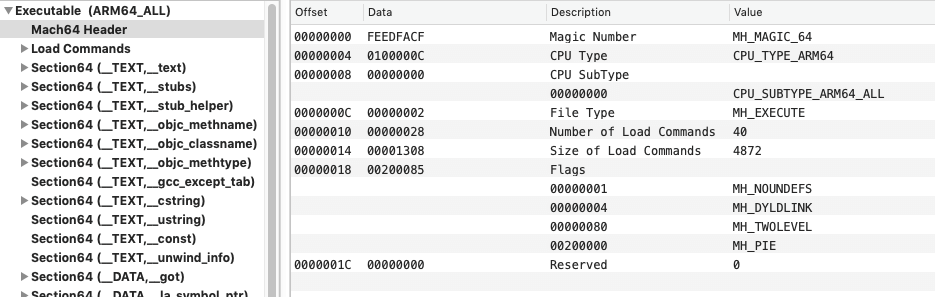 Executable (ARM64_ALL)
Mach64 Header
Load Commands
Section64 (__TEXT,__text)
Section64 (__TEXT,__stubs)
Section64 (__TEXT,__stub_helper)
Section64 (__TEXT,__objc_methname)
Section64 (__TEXT,__objc_classname)
Section64 (__TEXT,__objc_methtype)
Section64 (__TEXT,__gcc_except_tab)
Section64 (__TEXT,__cstring)
Section64 (__TEXT,__ustring)
Section64 (__TEXT,__const)
Section64 (__TEXT,__unwind_info)
Section64 (__DATA,__got)
Section64 (__DATA,__la_symbol_ptr)
Offset Data Description Value
00000000 FEEDFACF Magic Number MH_MAGIC_64
00000004 0100000C CPU Type CPU_TYPE_ARM64
00000008 00000000 CPU SubType
00000000 CPU_SUBTYPE_ARM64_ALL
0000000C 00000002 File Type MH_EXECUTE
00000010 00000028 Number of Load Commands 40
00000014 00001308 Size of Load Commands 4872
00000018 00200085 Flags
00000001 MH_NOUNDEFS
00000004 MH_DYLDLINK
00000080 MH_TWOLEVEL
00200000 MH_PIE
0000001C 00000000 Reserved 0